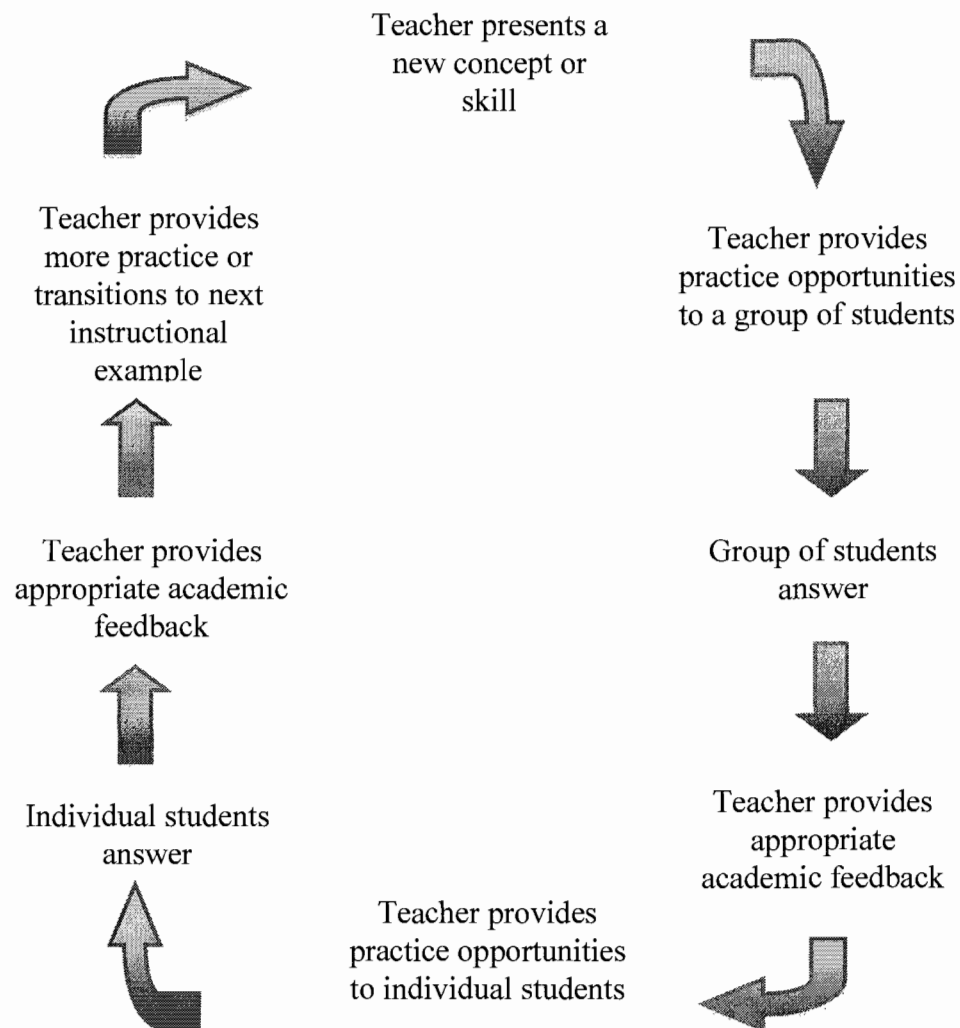 Teacher presents a
new concept or
skill
Teacher provides
practice opportunities
to a group of students
Group of students
answer
Teacher provides
appropriate
academic feedback
Teacher provides
practice opportunities
to individual students
Individual students
answer
Teacher provides
appropriate academic
feedback
Teacher provides
more practice or
transitions to next
instructional
example